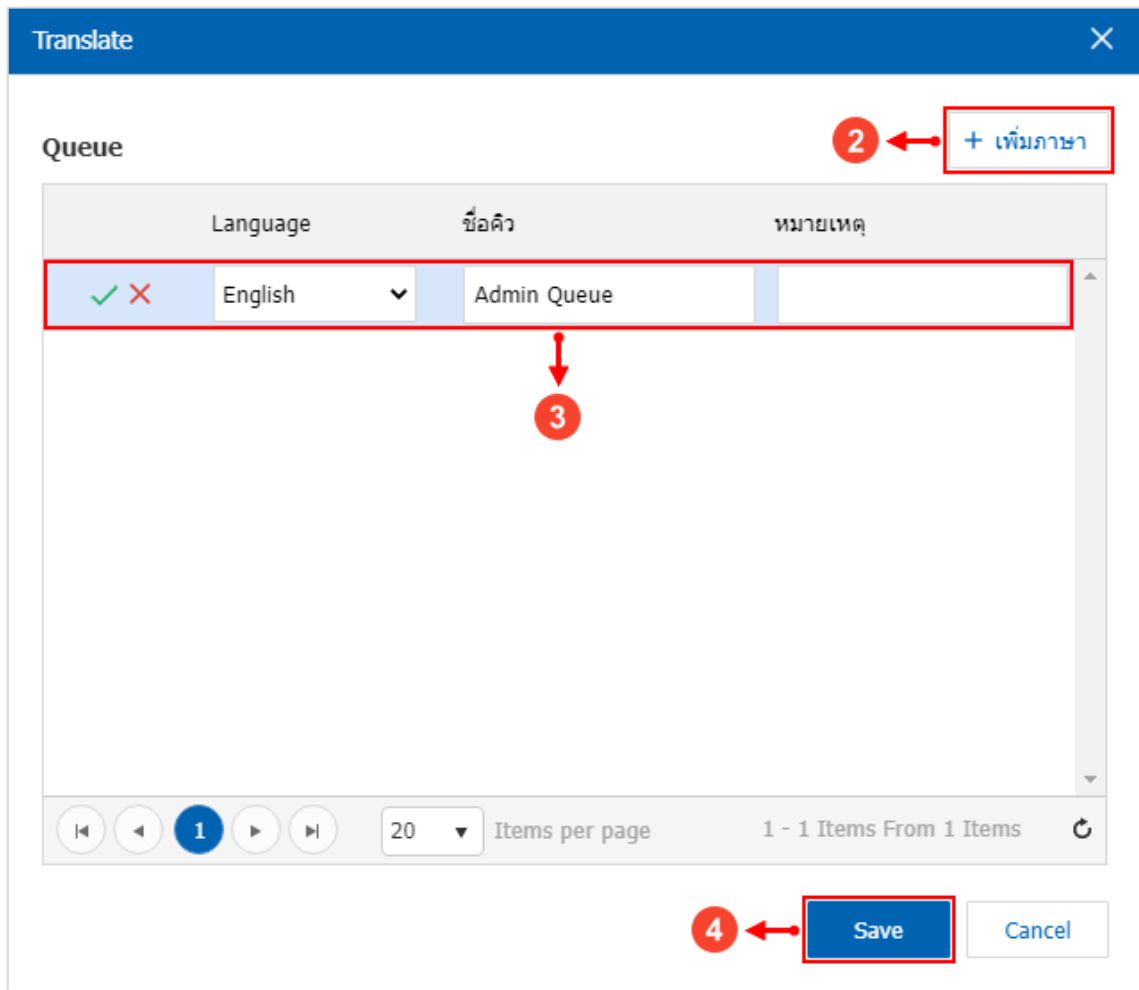 Translate
Queue
2
+ เพิ่มภาษา
Language ชื่อคิว หมายเหตุ
English Admin Queue
3
1 20 Items per page 1 - 1 Items From 1 Items
4 Save Cancel